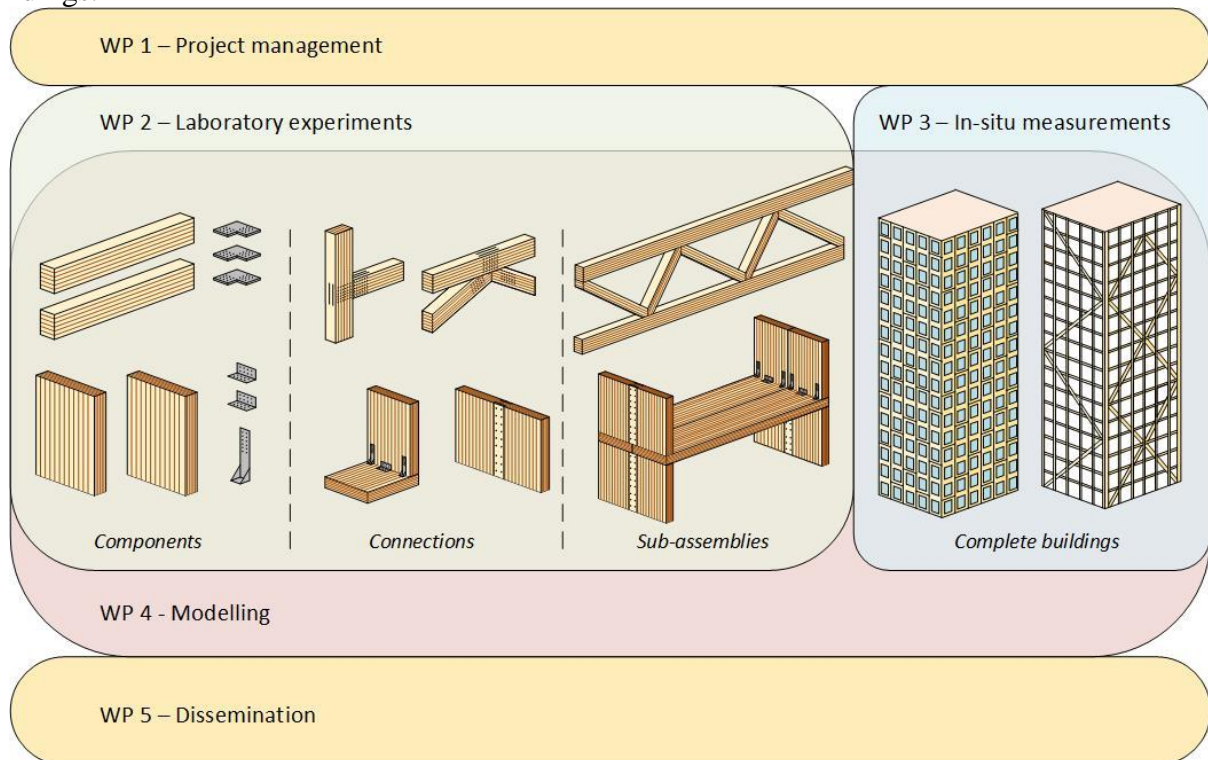 WP 1 – Project management
WP 2 – Laboratory experiments
WP 3 – In-situ measurements
Components
Connections
Sub-assemblies
Complete buildings
WP 4 - Modelling
WP 5 – Dissemination